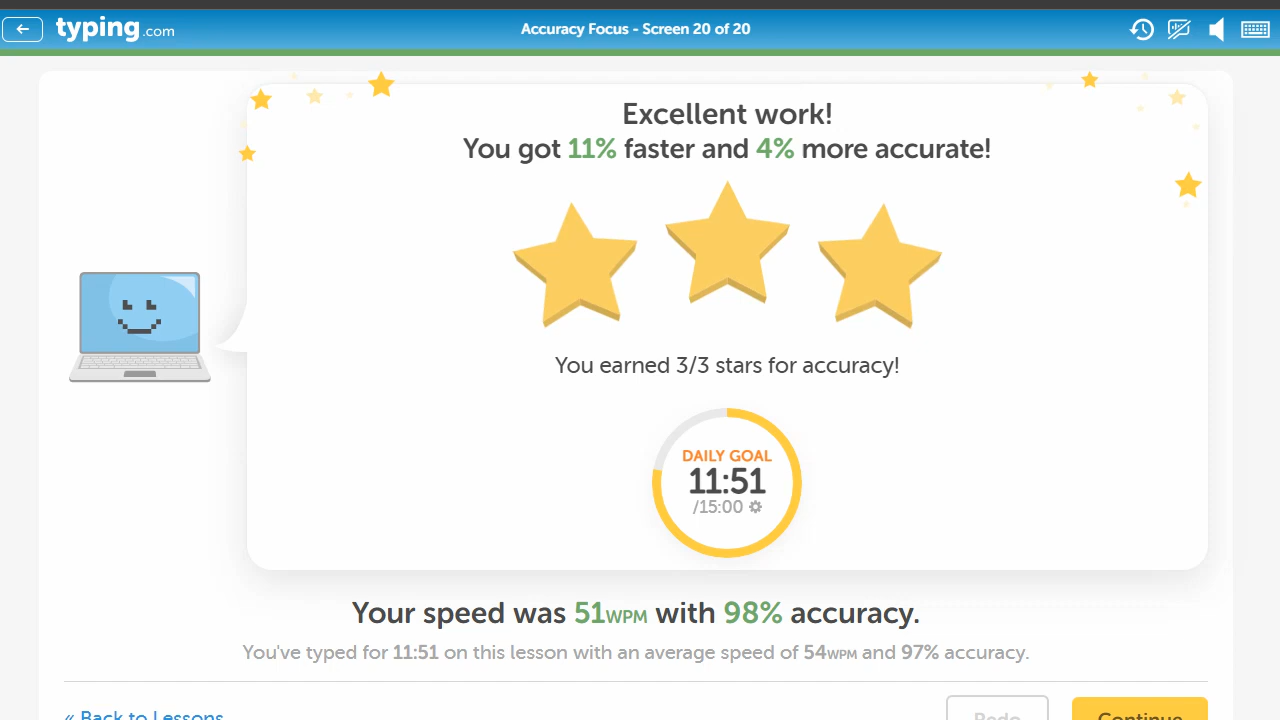 typing.com
Accuracy Focus - Screen 20 of 20
Excellent work!
You got 11% faster and 4% more accurate!
You earned 3/3 stars for accuracy!
DAILY GOAL
11:51
/15:00
Your speed was 51WPM with 98% accuracy.
You've typed for 11:51 on this lesson with an average speed of 54WPM and 97% accuracy.
« Back to Lessons
Redo
Continue